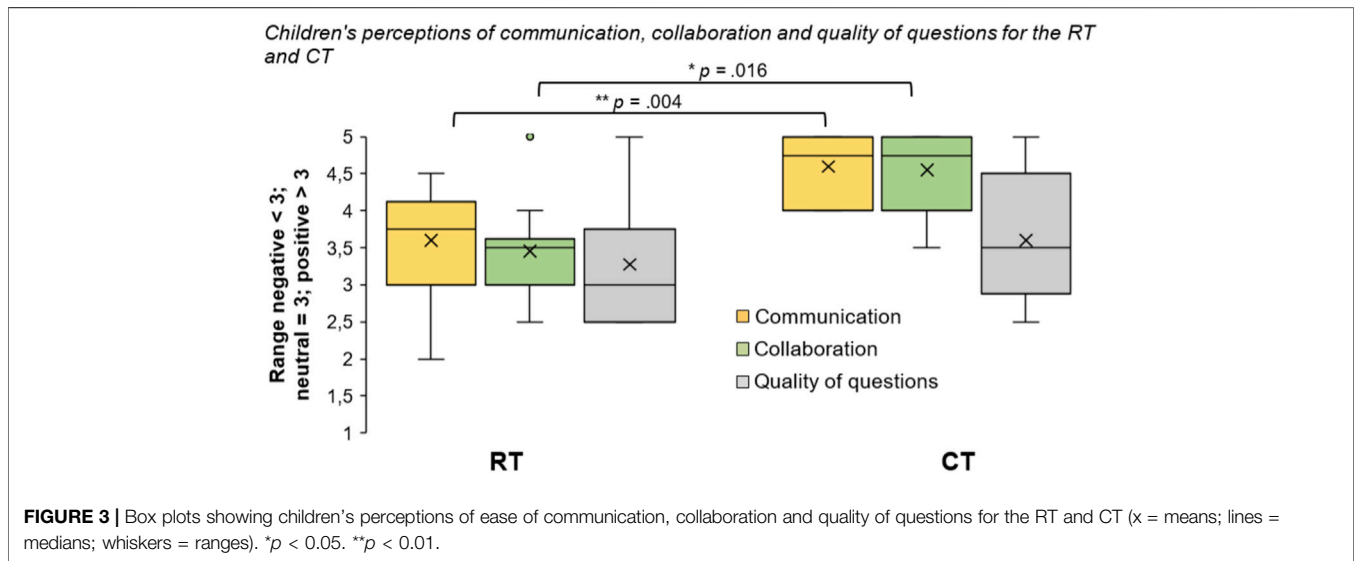 Children's perceptions of communication, collaboration and quality of questions for the RT
and CT
* p = .016
** p = .004
Range negative < 3;
neutral = 3; positive > 3
5
4,5
4
3,5
3
2,5
2
1,5
1
Communication
Collaboration
Quality of questions
RT
CT
FIGURE 3 | Box plots showing children's perceptions of ease of communication, collaboration and quality of questions for the RT and CT (x = means; lines =
medians; whiskers = ranges). *p < 0.05. **p < 0.01.